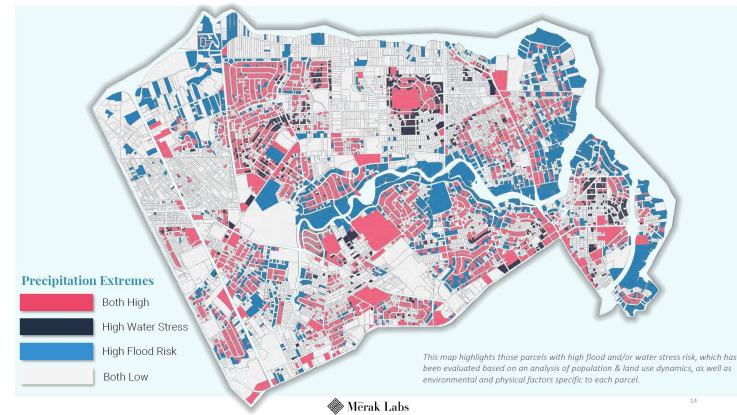 Precipitation Extremes
Both High
High Water Stress
High Flood Risk
Both Low
This map highlights those parcels with high flood and/or water stress risk, which has
been evaluated based on an analysis of population & land use dynamics, as well as
environmental and physical factors specific to each parcel.
Mērak Labs
14